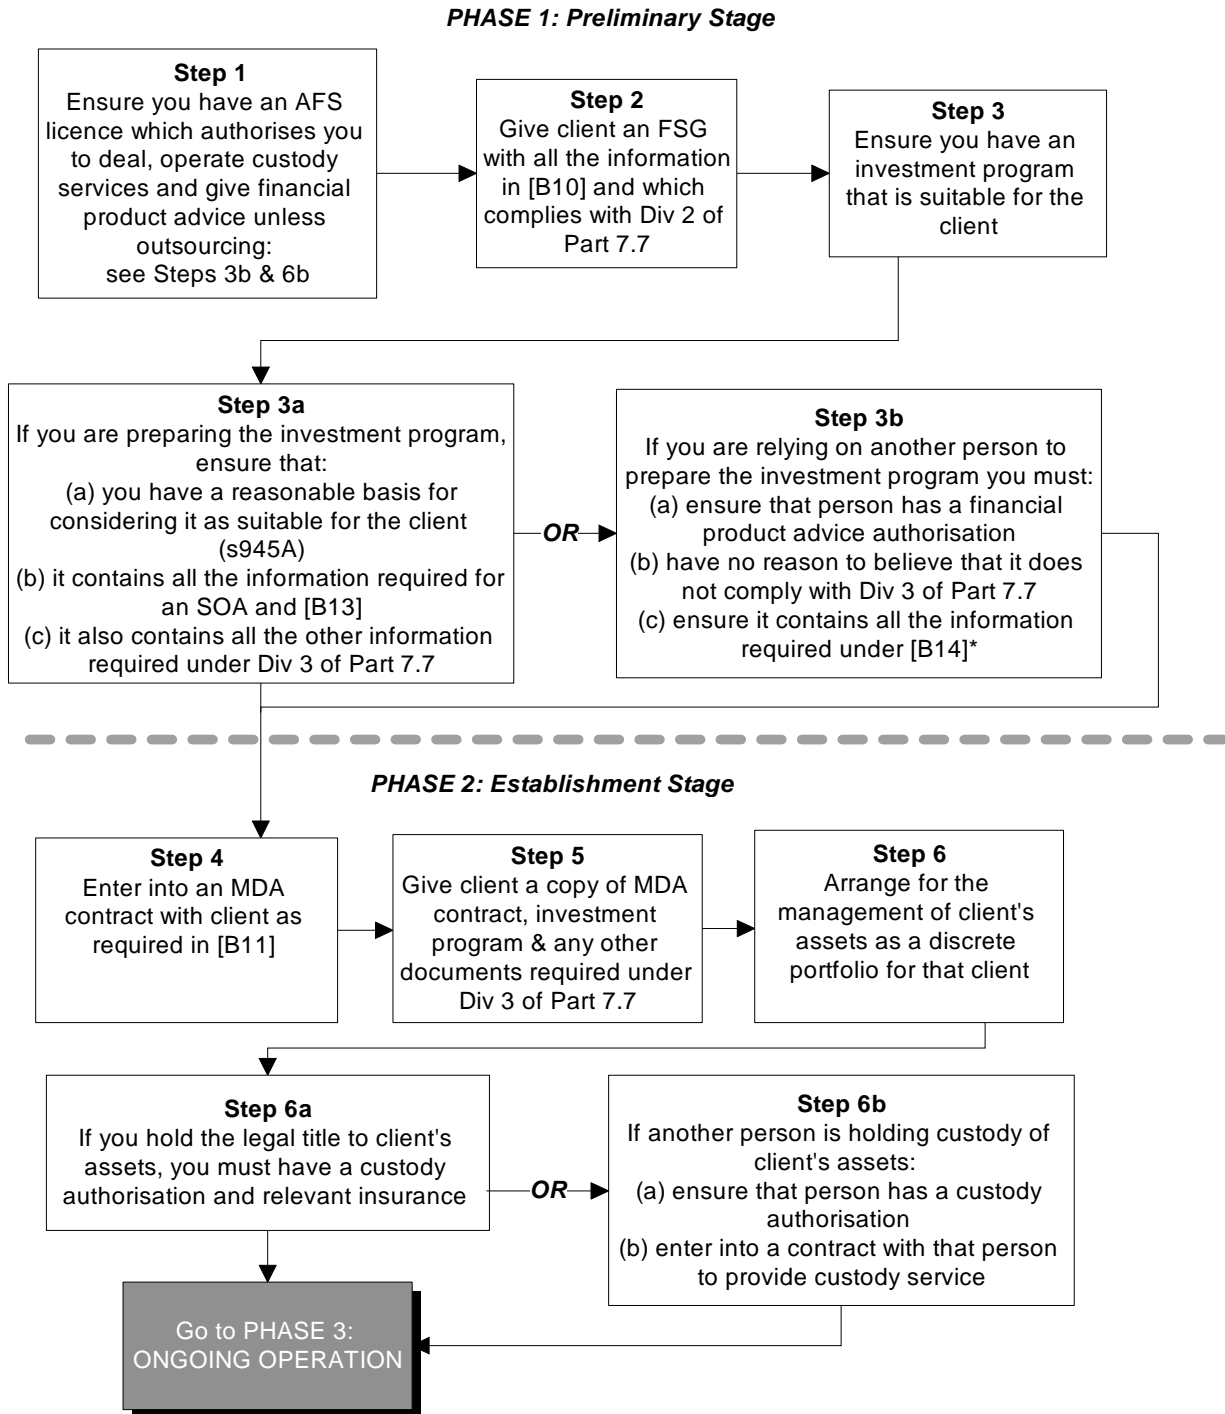 PHASE 1: Preliminary Stage
Step 1
Ensure you have an AFS
licence which authorises you
to deal, operate custody
services and give financial
product advice unless
outsourcing:
see Steps 3b & 6b
Step 2
Give client an FSG
with all the information
in [B10] and which
complies with Div 2 of
Part 7.7
Step 3
Ensure you have an
investment program
that is suitable for the
client
Step 3a
If you are preparing the investment program,
ensure that:
(a) you have a reasonable basis for
considering it as suitable for the client
(s945A)
(b) it contains all the information required for
an SOA and [B13]
(c) it also contains all the other information
required under Div 3 of Part 7.7
OR
Step 3b
If you are relying on another person to
prepare the investment program you must:
(a) ensure that person has a financial
product advice authorisation
(b) have no reason to believe that it does
not comply with Div 3 of Part 7.7
(c) ensure it contains all the information
required under [B14]*
PHASE 2: Establishment Stage
Step 4
Enter into an MDA
contract with client as
required in [B11]
Step 5
Give client a copy of MDA
contract, investment
program & any other
documents required under
Div 3 of Part 7.7
Step 6
Arrange for the
management of client's
assets as a discrete
portfolio for that client
Step 6a
If you hold the legal title to client's
assets, you must have a custody
authorisation and relevant insurance
OR
Step 6b
If another person is holding custody of
client's assets:
(a) ensure that person has a custody
authorisation
(b) enter into a contract with that person
to provide custody service
Go to PHASE 3:
ONGOING OPERATION